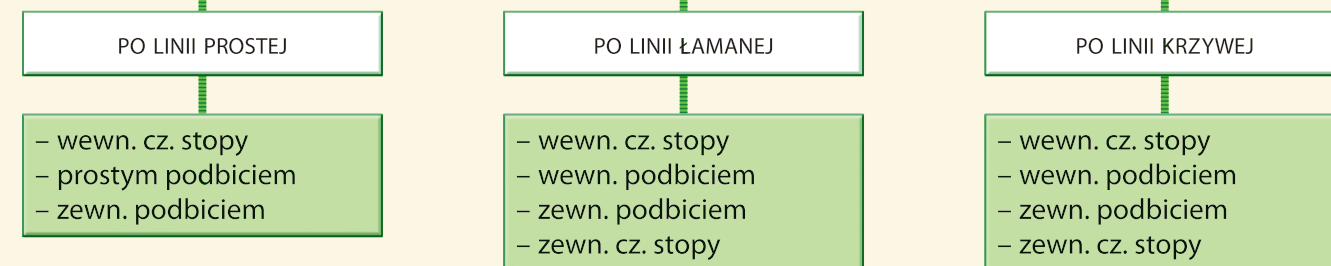 PO LINII PROSTEJ
– wewn. cz. stopy
– prostym podbiciem
– zewn. podbiciem
PO LINII ŁAMANEJ
– wewn. cz. stopy
– wewn. podbiciem
– zewn. podbiciem
– zewn. cz. stopy
PO LINII KRZYWEJ
– wewn. cz. stopy
– wewn. podbiciem
– zewn. podbiciem
– zewn. cz. stopy